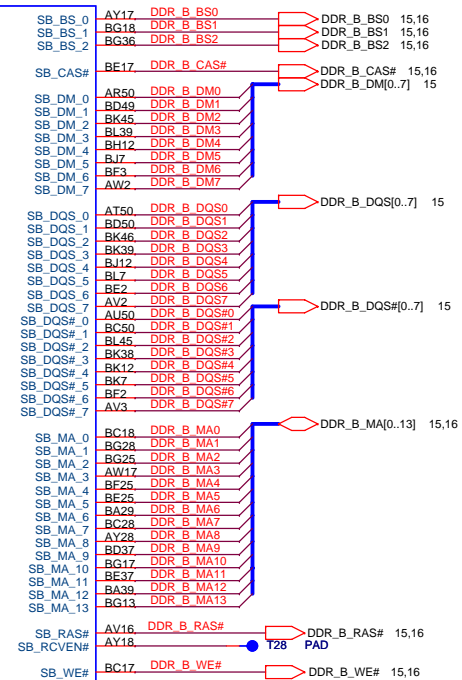 SB_BS_0 AY17 DDR_B_BS0 DDR_B_BS0 15,16
SB_BS_1 BG18 DDR_B_BS1 DDR_B_BS1 15,16
SB_BS_2 BG36 DDR_B_BS2 DDR_B_BS2 15,16
SB_CAS# BE17 DDR_B_CAS# DDR_B_CAS# 15,16
DDR_B_DM[0..7] 15
SB_DM_0 AR50 DDR_B_DM0
SB_DM_1 BD49 DDR_B_DM1
SB_DM_2 BK45 DDR_B_DM2
SB_DM_3 BL39 DDR_B_DM3
SB_DM_4 BH12 DDR_B_DM4
SB_DM_5 BJ7 DDR_B_DM5
SB_DM_6 BF3 DDR_B_DM6
SB_DM_7 AW2 DDR_B_DM7
DDR_B_DQS[0..7] 15
SB_DQS_0 AT50 DDR_B_DQS0
SB_DQS_1 BD50 DDR_B_DQS1
SB_DQS_2 BK46 DDR_B_DQS2
SB_DQS_3 BK39 DDR_B_DQS3
SB_DQS_4 BJ12 DDR_B_DQS4
SB_DQS_5 BL7 DDR_B_DQS5
SB_DQS_6 BE2 DDR_B_DQS6
SB_DQS_7 AV2 DDR_B_DQS7
DDR_B_DQS#[0..7] 15
SB_DQS#_0 AU50 DDR_B_DQS#0
SB_DQS#_1 BC50 DDR_B_DQS#1
SB_DQS#_2 BL45 DDR_B_DQS#2
SB_DQS#_3 BK38 DDR_B_DQS#3
SB_DQS#_4 BK12 DDR_B_DQS#4
SB_DQS#_5 BK7 DDR_B_DQS#5
SB_DQS#_6 BF2 DDR_B_DQS#6
SB_DQS#_7 AV3 DDR_B_DQS#7
DDR_B_MA[0..13] 15,16
SB_MA_0 BC18 DDR_B_MA0
SB_MA_1 BG28 DDR_B_MA1
SB_MA_2 BG25 DDR_B_MA2
SB_MA_3 AW17 DDR_B_MA3
SB_MA_4 BF25 DDR_B_MA4
SB_MA_5 BE25 DDR_B_MA5
SB_MA_6 BA29 DDR_B_MA6
SB_MA_7 BC28 DDR_B_MA7
SB_MA_8 AY28 DDR_B_MA8
SB_MA_9 BD37 DDR_B_MA9
SB_MA_10 BG17 DDR_B_MA10
SB_MA_11 BE37 DDR_B_MA11
SB_MA_12 BA39 DDR_B_MA12
SB_MA_13 BG13 DDR_B_MA13
SB_RAS# AV16 DDR_B_RAS# DDR_B_RAS# 15,16
SB_RCVEN# AY18 T28 PAD
SB_WE# BC17 DDR_B_WE# DDR_B_WE# 15,16